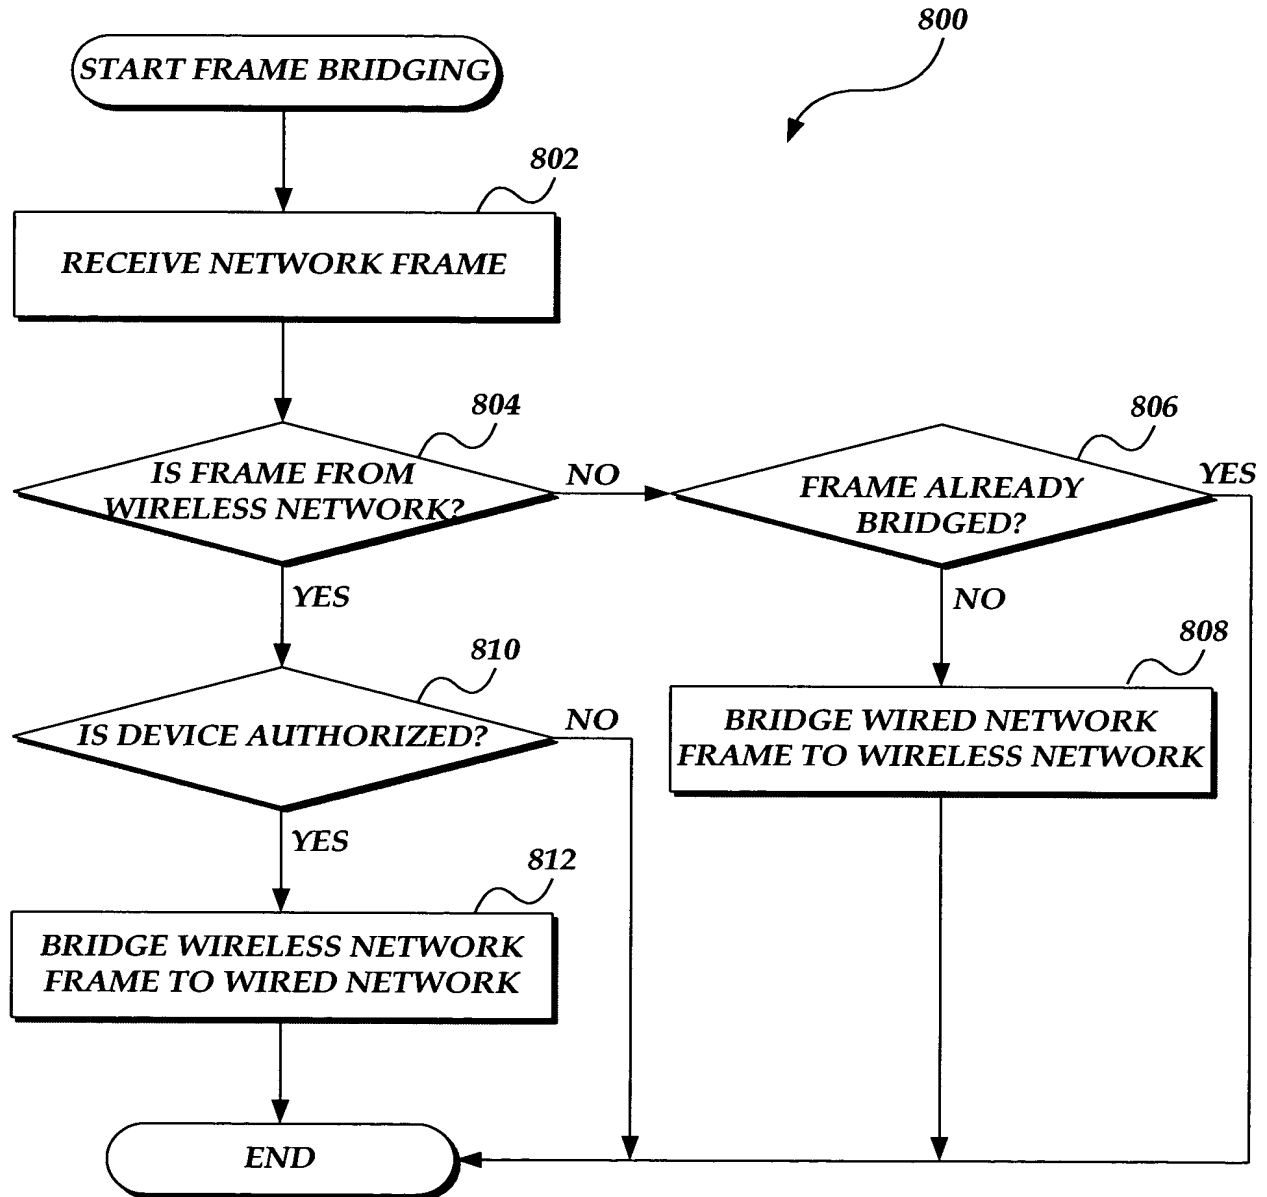 800
START FRAME BRIDGING
802
RECEIVE NETWORK FRAME
804
IS FRAME FROM
WIRELESS NETWORK?
NO
806
FRAME ALREADY
BRIDGED?
YES
YES
NO
808
BRIDGE WIRED NETWORK
FRAME TO WIRELESS NETWORK
810
IS DEVICE AUTHORIZED?
NO
YES
812
BRIDGE WIRELESS NETWORK
FRAME TO WIRED NETWORK
END